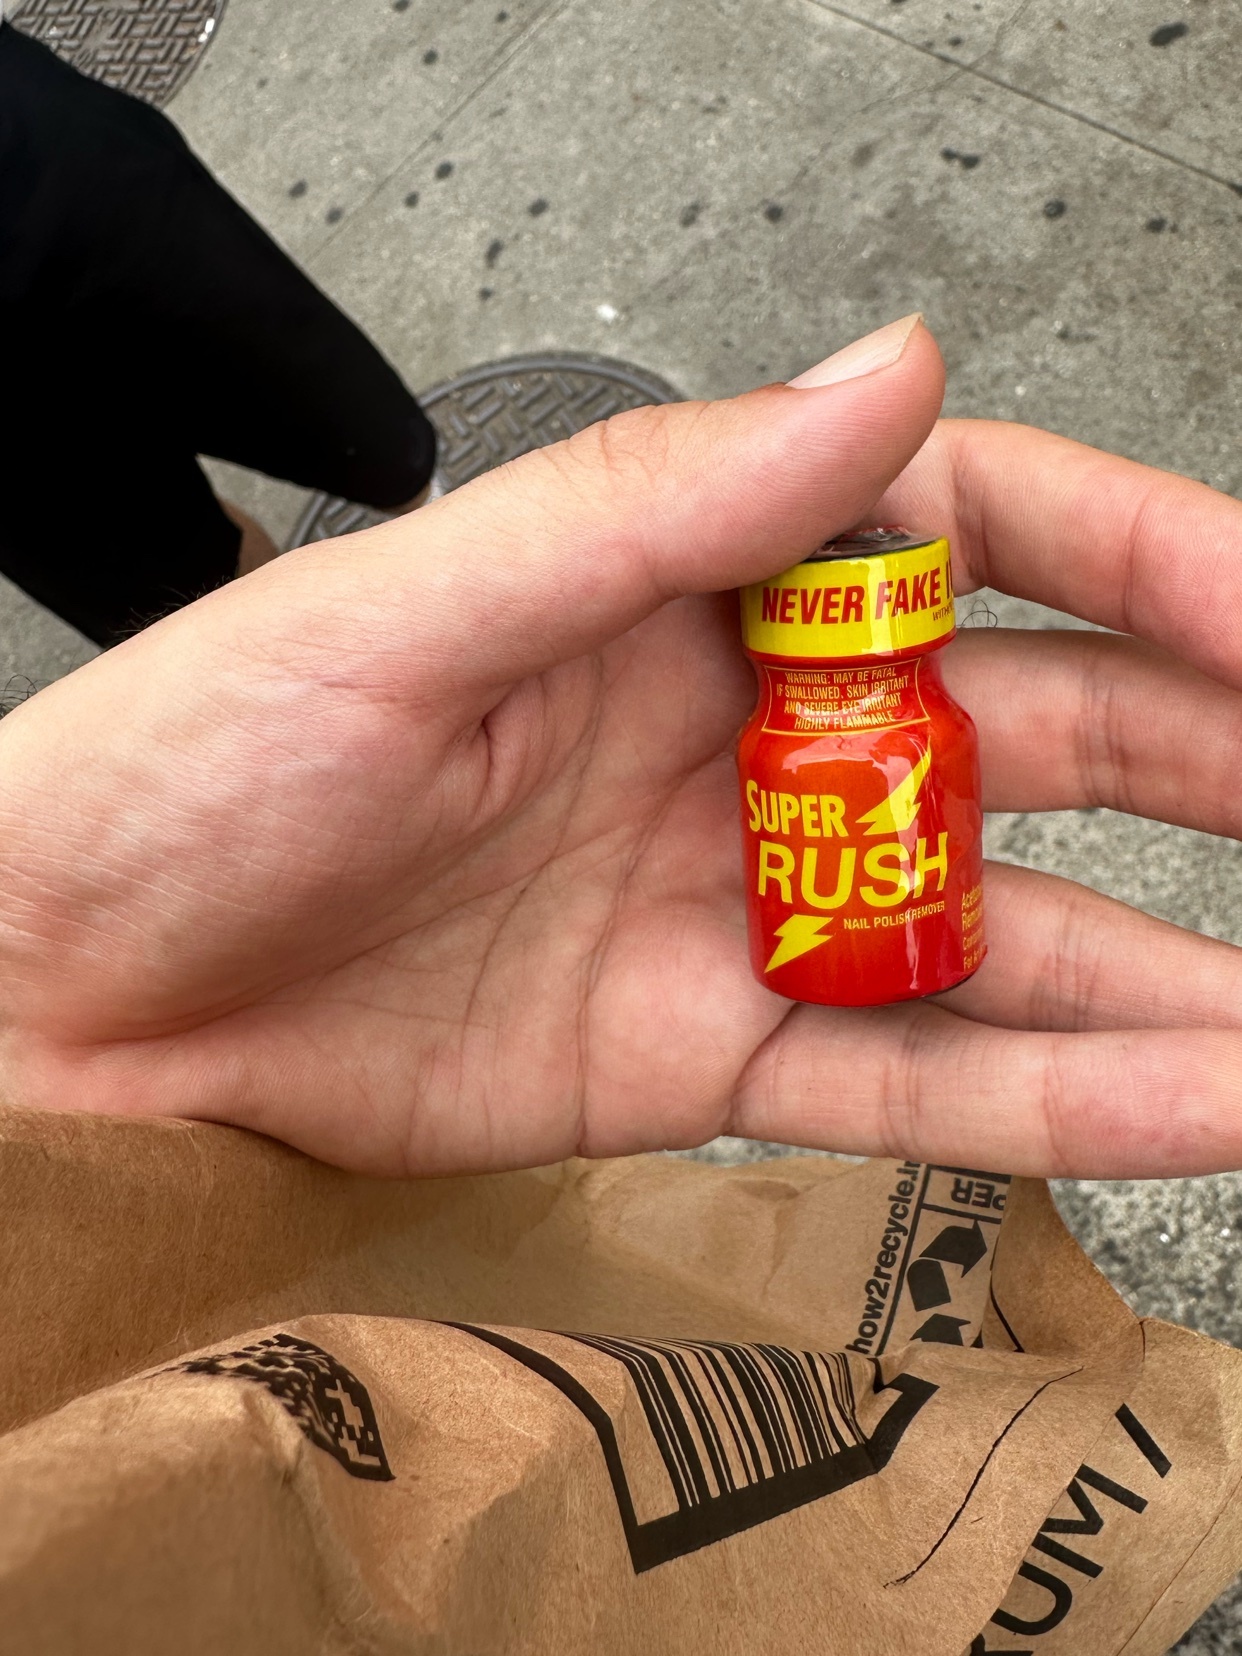 NEVER FAKE
WARNING: MAY BE FATAL
IF SWALLOWED, SKIN IRRITANT
AND SEVERE EYE IRRITANT
HIGHLY FLAMMABLE
SUPER
RUSH
NAIL POLISH REMOVER
how2recycle.in